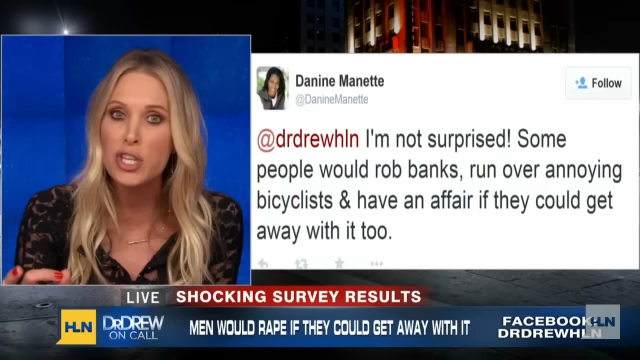 Danine Manette
@DanineManette
Follow
@drdrewhln I'm not surprised! Some
people would rob banks, run over annoying
bicyclists & have an affair if they could get
away with it too.
LIVE SHOCKING SURVEY RESULTS
HLN DR.DREW ON CALL
MEN WOULD RAPE IF THEY COULD GET AWAY WITH IT
FACEBOOK
DRDREWHLN
HLN